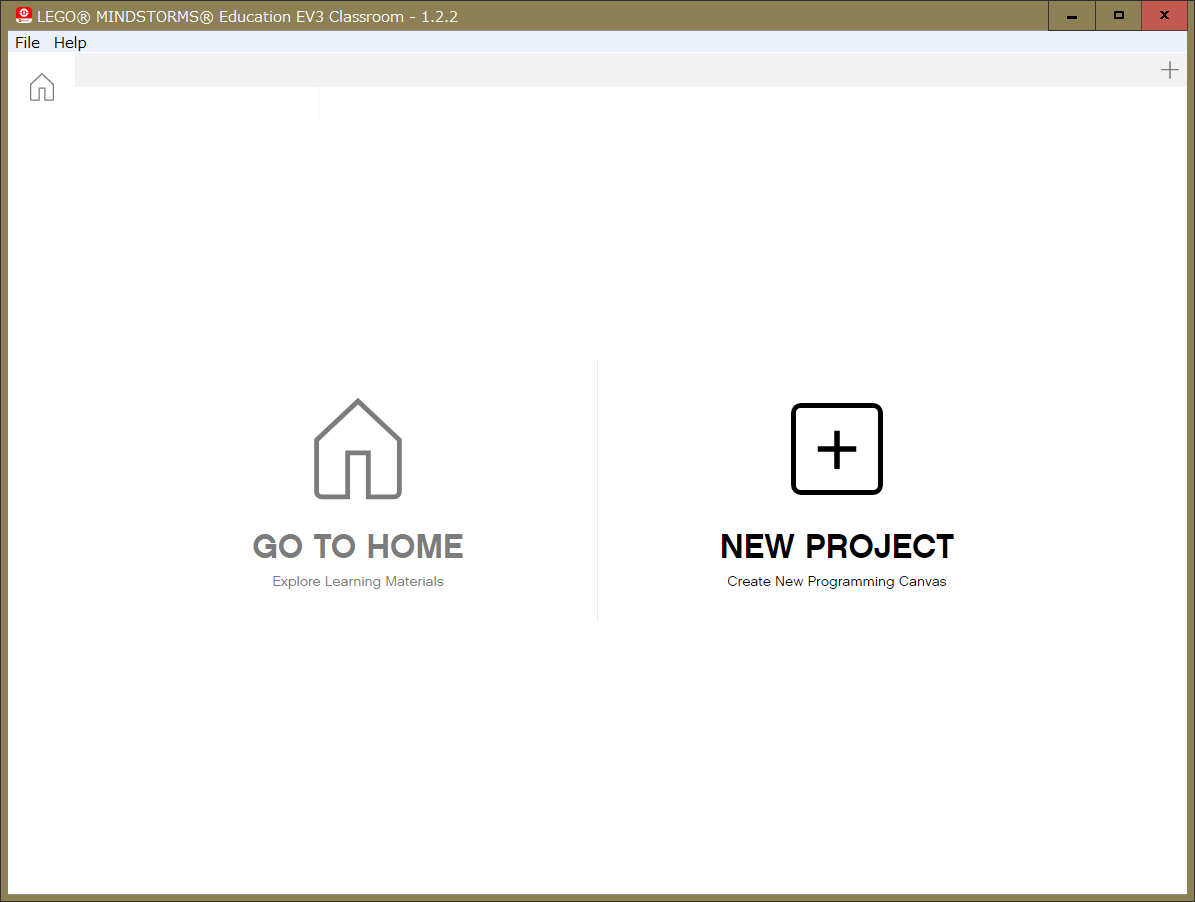 LEGO® MINDSTORMS® Education EV3 Classroom - 1.2.2
File Help
GO TO HOME
Explore Learning Materials
NEW PROJECT
Create New Programming Canvas